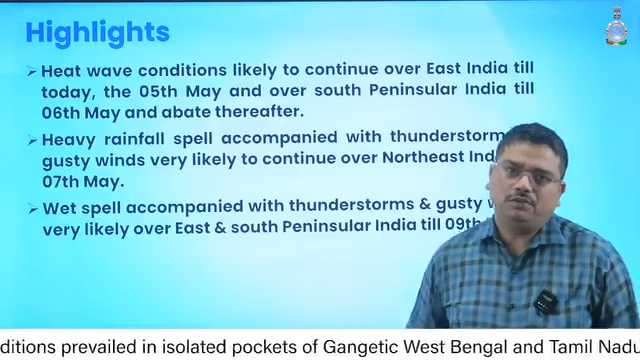 Highlights
➢ Heat wave conditions likely to continue over East India till
today, the 05th May and over south Peninsular India till
06th May and abate thereafter.
➢ Heavy rainfall spell accompanied with thunderstorm
gusty winds very likely to continue over Northeast
07th May.
➢ Wet spell accompanied with thunderstorms & gusty
very likely over East & south Peninsular India till 09th
ditions prevailed in isolated pockets of Gangetic West Bengal and Tamil Nadu